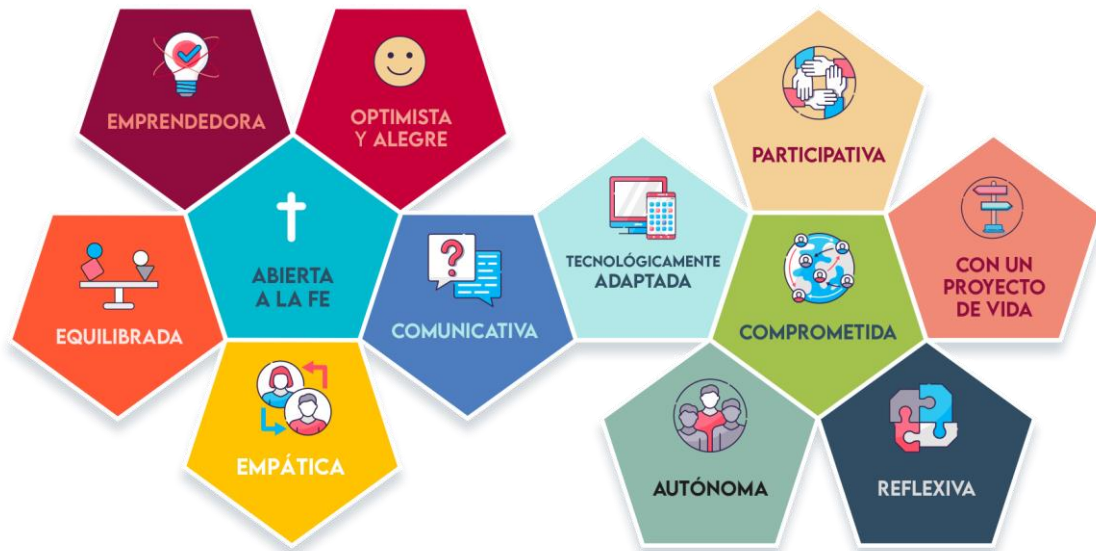 EMPRENDEDORA
OPTIMISTA
Y ALEGRE
ABIERTA
A LA FE
EQUILIBRADA
COMUNICATIVA
EMPÁTICA
PARTICIPATIVA
TECNOLÓGICAMENTE
ADAPTADA
COMPROMETIDA
CON UN
PROYECTO
DE VIDA
AUTÓNOMA
REFLEXIVA